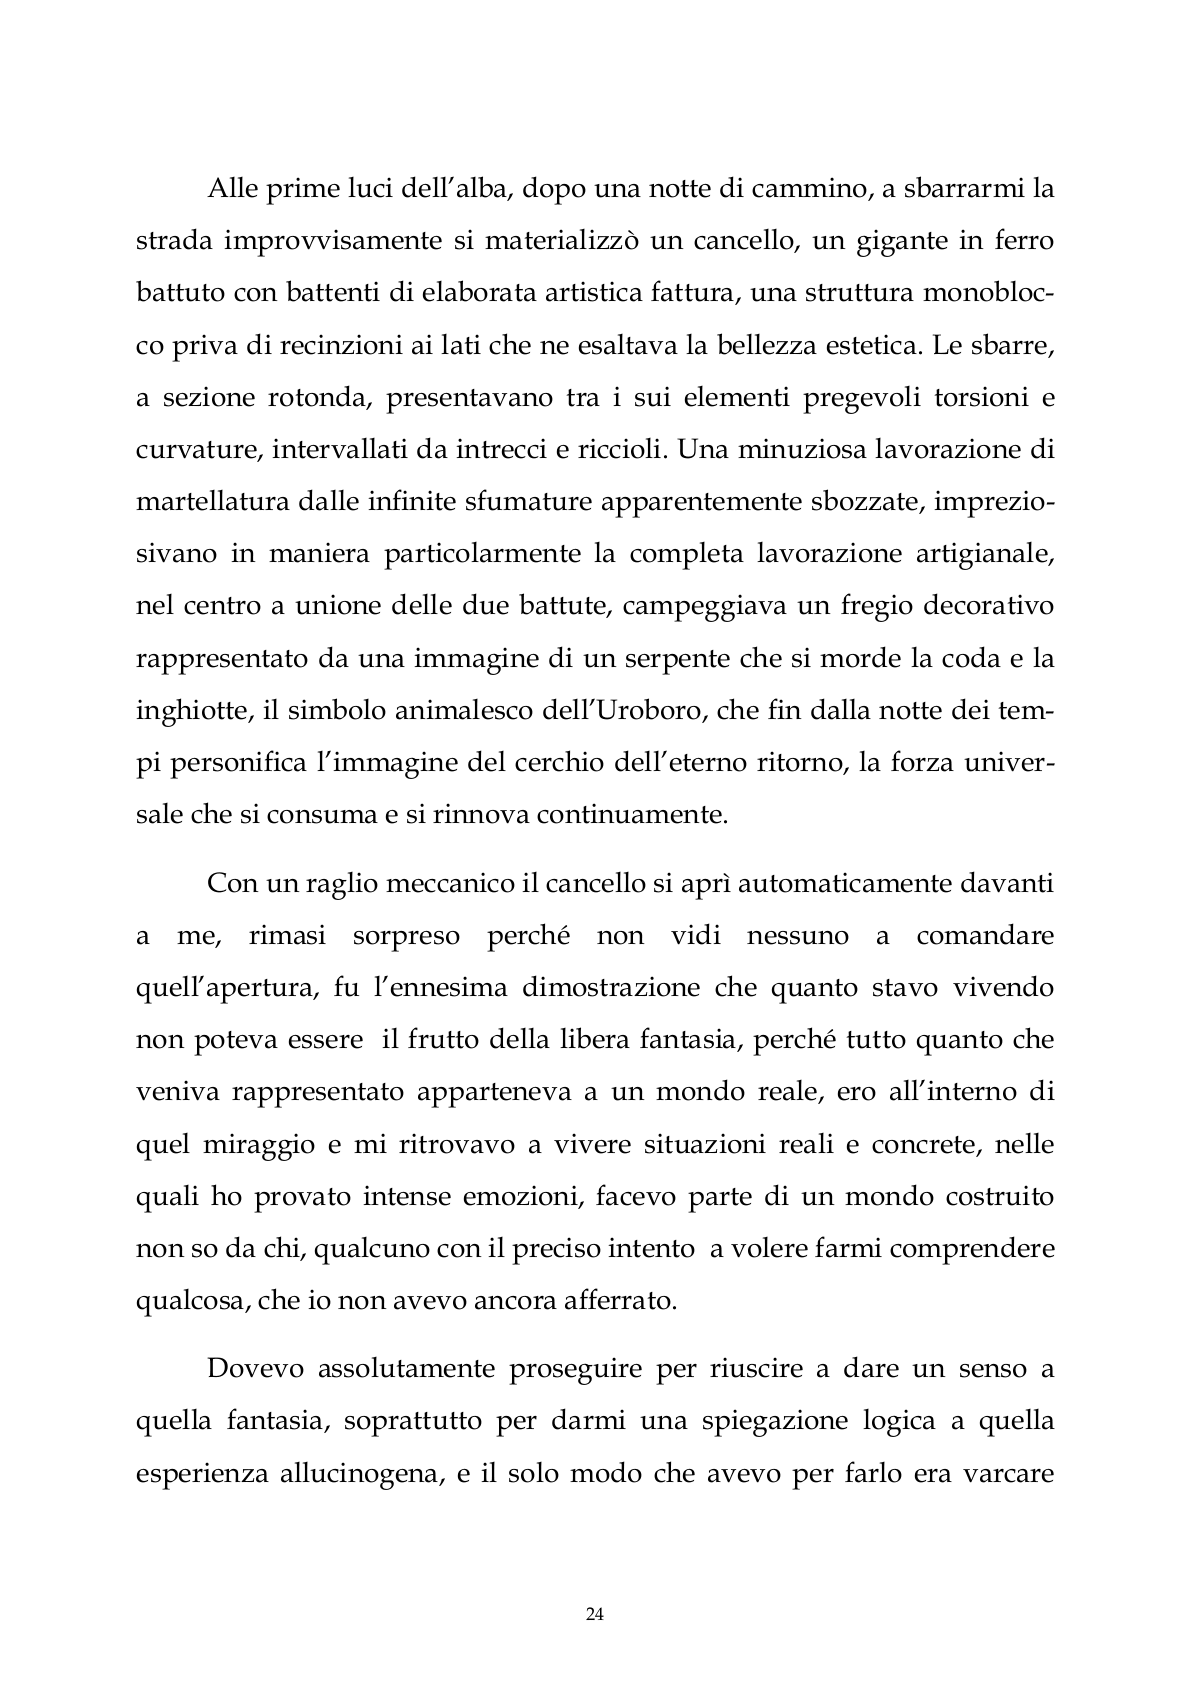 Alle prime luci dell’alba, dopo una notte di cammino, a sbarrarmi la
strada improvvisamente si materializzò un cancello, un gigante in ferro
battuto con battenti di elaborata artistica fattura, una struttura monobloc-
co priva di recinzioni ai lati che ne esaltava la bellezza estetica. Le sbarre,
a sezione rotonda, presentavano tra i sui elementi pregevoli torsioni e
curvature, intervallati da intrecci e riccioli. Una minuziosa lavorazione di
martellatura dalle infinite sfumature apparentemente sbozzate, imprezio-
sivano in maniera particolarmente la completa lavorazione artigianale,
nel centro a unione delle due battute, campeggiava un fregio decorativo
rappresentato da una immagine di un serpente che si morde la coda e la
inghiotte, il simbolo animalesco dell’Uroboro, che fin dalla notte dei tem-
pi personifica l’immagine del cerchio dell’eterno ritorno, la forza univer-
sale che si consuma e si rinnova continuamente.
Con un raglio meccanico il cancello si aprì automaticamente davanti
a me, rimasi sorpreso perché non vidi nessuno a comandare
quell’apertura, fu l’ennesima dimostrazione che quanto stavo vivendo
non poteva essere  il frutto della libera fantasia, perché tutto quanto che
veniva rappresentato apparteneva a un mondo reale, ero all’interno di
quel miraggio e mi ritrovavo a vivere situazioni reali e concrete, nelle
quali ho provato intense emozioni, facevo parte di un mondo costruito
non so da chi, qualcuno con il preciso intento  a volere farmi comprendere
qualcosa, che io non avevo ancora afferrato.
Dovevo assolutamente proseguire per riuscire a dare un senso a
quella fantasia, soprattutto per darmi una spiegazione logica a quella
esperienza allucinogena, e il solo modo che avevo per farlo era varcare
24